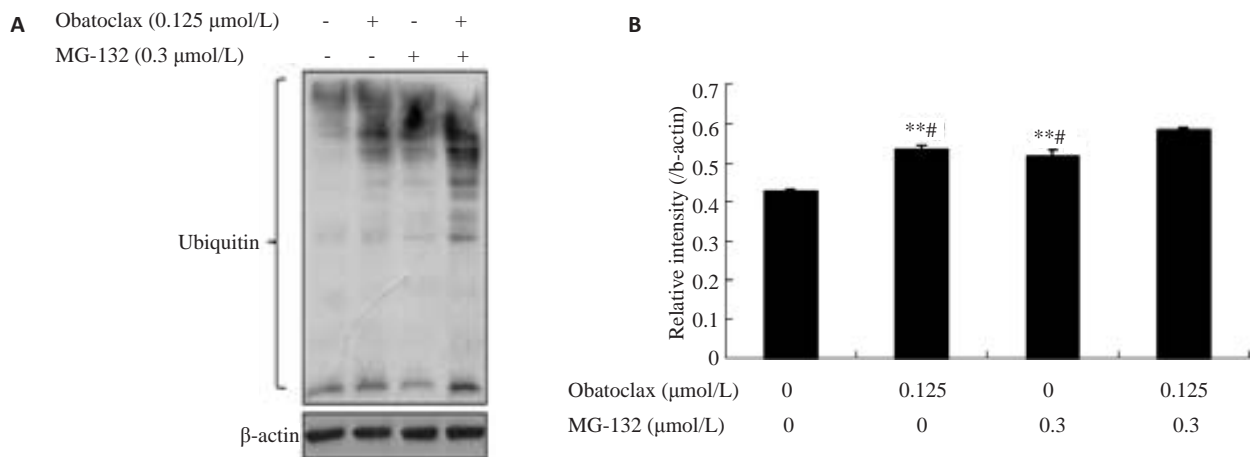 A
Obatoclax (0.125 μmol/L) - + - +
MG-132 (0.3 μmol/L) - - + +
Ubiquitin
β-actin
B
Relative intensity (/b-actin)
0.7
0.6
0.5
0.4
0.3
0.2
0.1
0
**#
**#
Obatoclax (μmol/L) 0 0.125 0 0.125
MG-132 (μmol/L) 0 0 0.3 0.3